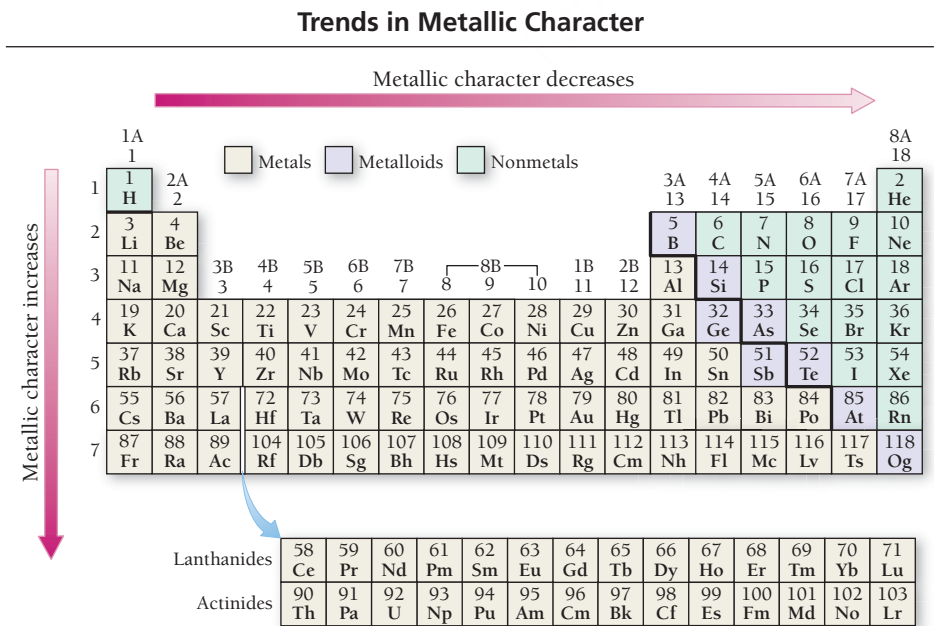 Trends in Metallic Character
Metallic character decreases
Metallic character increases
1A 8A
1 18
Metals Metalloids Nonmetals
1 1 2A 3A 4A 5A 6A 7A 2
H 2 13 14 15 16 17 He
2 3 4 5 6 7 8 9 10
Li Be B C N O F Ne
3B 4B 5B 6B 7B 8B 1B 2B
3 4 5 6 7 8 9 10 11 12
3 11 12 13 14 15 16 17 18
Na Mg Al Si P S Cl Ar
4 19 20 21 22 23 24 25 26 27 28 29 30 31 32 33 34 35 36
K Ca Sc Ti V Cr Mn Fe Co Ni Cu Zn Ga Ge As Se Br Kr
5 37 38 39 40 41 42 43 44 45 46 47 48 49 50 51 52 53 54
Rb Sr Y Zr Nb Mo Tc Ru Rh Pd Ag Cd In Sn Sb Te I Xe
6 55 56 57 72 73 74 75 76 77 78 79 80 81 82 83 84 85 86
Cs Ba La Hf Ta W Re Os Ir Pt Au Hg Tl Pb Bi Po At Rn
7 87 88 89 104 105 106 107 108 109 110 111 112 113 114 115 116 117 118
Fr Ra Ac Rf Db Sg Bh Hs Mt Ds Rg Cm Nh Fl Mc Lv Ts Og
Lanthanides 58 59 60 61 62 63 64 65 66 67 68 69 70 71
Ce Pr Nd Pm Sm Eu Gd Tb Dy Ho Er Tm Yb Lu
Actinides 90 91 92 93 94 95 96 97 98 99 100 101 102 103
Th Pa U Np Pu Am Cm Bk Cf Es Fm Md No Lr